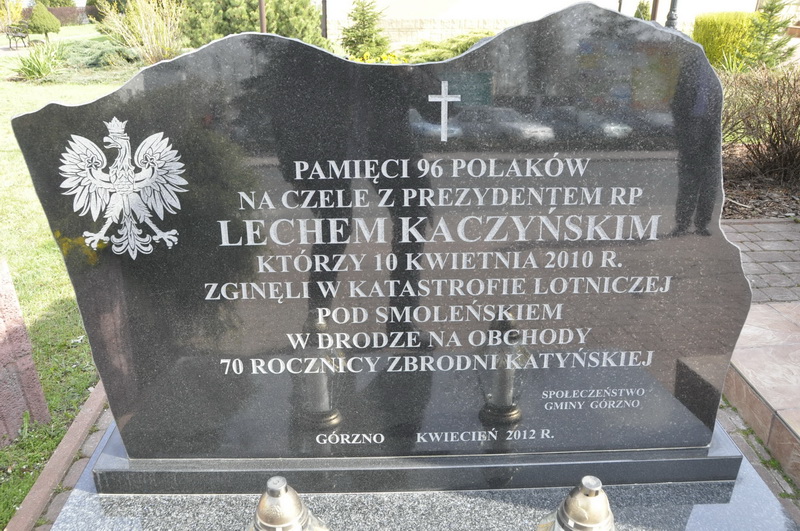 PAMIĘCI 96 POLAKÓW
NA CZELE Z PREZYDENTEM RP
LECHEM KACZYŃSKIM
KTÓRZY 10 KWIETNIA 2010 R.
ZGINĘLI W KATASTROFIE LOTNICZEJ
POD SMOLEŃSKIEM
W DRODZE NA OBCHODY
70 ROCZNICY ZBRODNI KATYŃSKIEJ
SPOŁECZEŃSTWO
GMINY GÓRZNO
GÓRZNO KWIECIEŃ 2012 R.